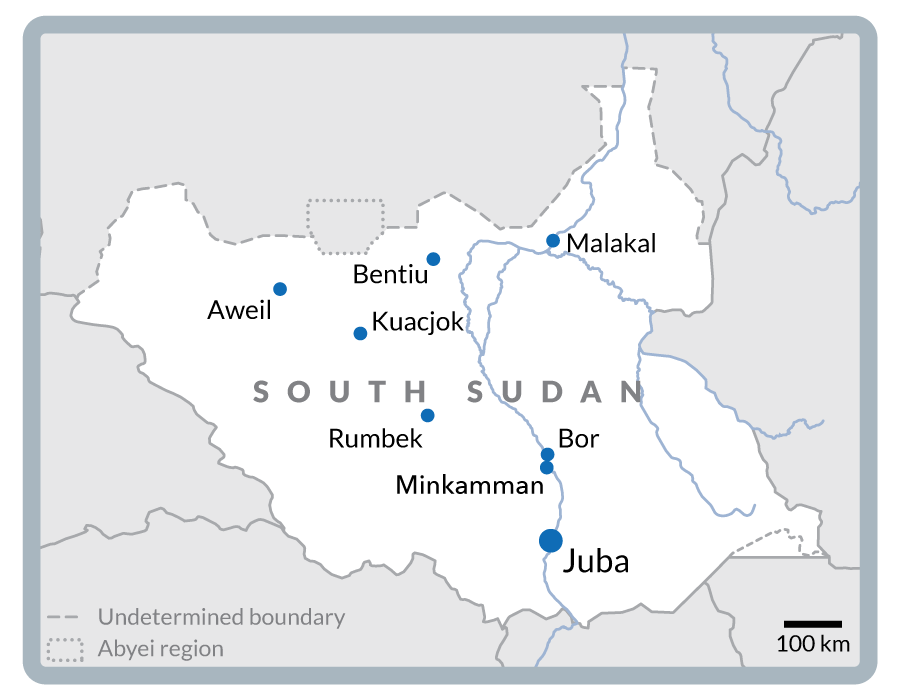 Malakal
Bentiu
Aweil
Kuacjok
SOUTH SUDAN
Rumbek
Bor
Minkamman
Juba
Undetermined boundary
Abyei region
100 km